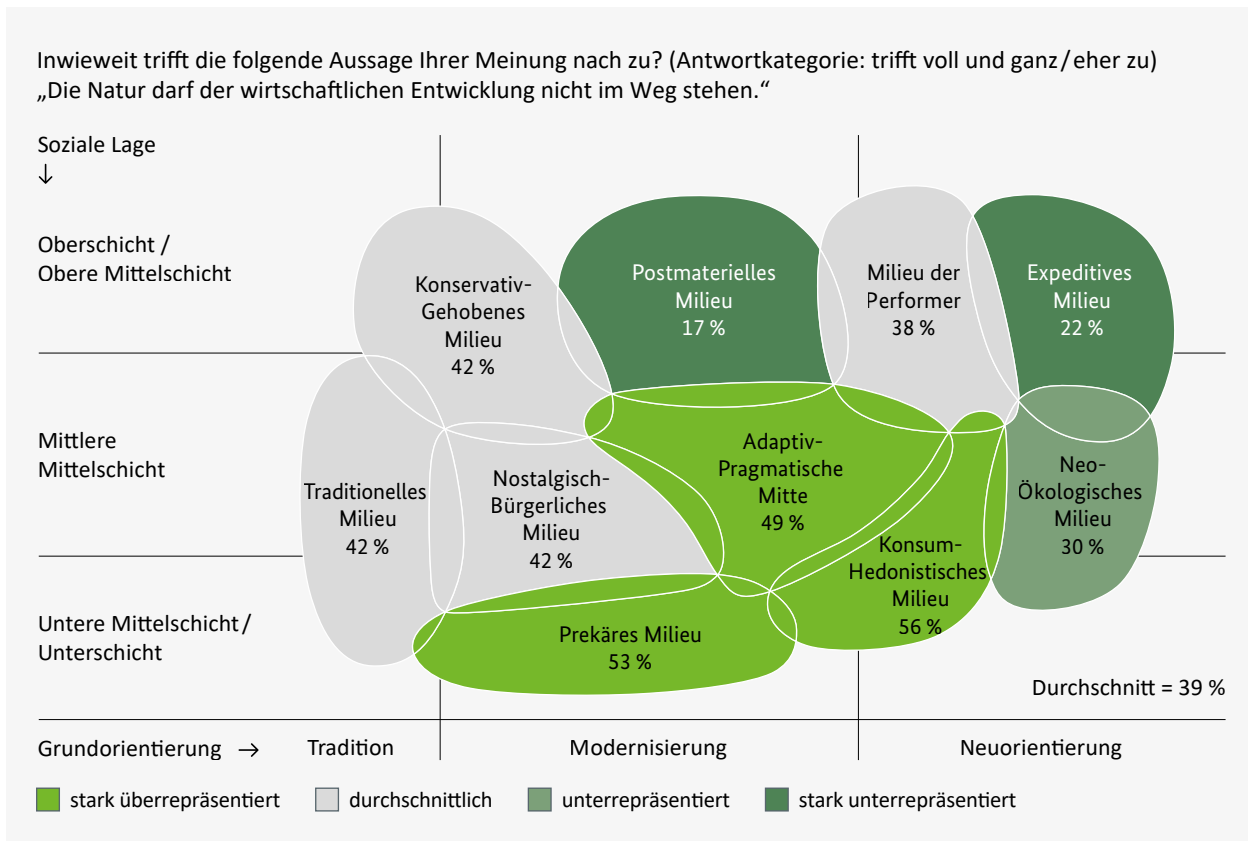 Inwieweit trifft die folgende Aussage Ihrer Meinung nach zu? (Antwortkategorie: trifft voll und ganz/eher zu)
„Die Natur darf der wirtschaftlichen Entwicklung nicht im Weg stehen.“
Soziale Lage
↓
Oberschicht /
Obere Mittelschicht
Konservativ-
Gehobenes
Milieu
42 %
Postmaterielles
Milieu
17 %
Milieu der
Performer
38 %
Expeditives
Milieu
22 %
Mittlere
Mittelschicht
Traditionelles
Milieu
42 %
Nostalgisch-
Bürgerliches
Milieu
42 %
Adaptiv-
Pragmatische
Mitte
49 %
Konsum-
Hedonistisches
Milieu
56 %
Neo-
Ökologisches
Milieu
30 %
Untere Mittelschicht/
Unterschicht
Prekäres Milieu
53 %
Durchschnitt = 39 %
Grundorientierung → Tradition Modernisierung Neuorientierung
stark überrepräsentiert durchschnittlich unterrepräsentiert stark unterrepräsentiert